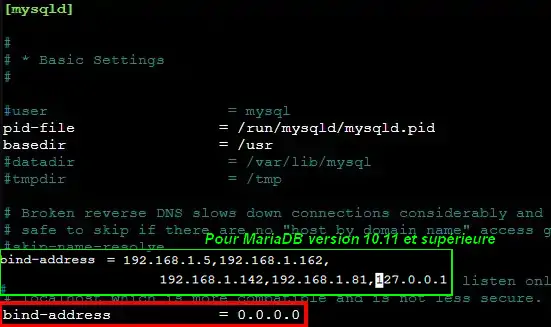 [mysqld]
#
# * Basic Settings
#
#user = mysql
pid-file = /run/mysqld/mysqld.pid
basedir = /usr
#datadir = /var/lib/mysql
#tmpdir = /tmp
# Broken reverse DNS slows down connections considerably and
# safe to skip if there are no "host by domain name" access g
Pour MariaDB version 10.11 et supérieure
#skip-name-resolve
bind-address = 192.168.1.5,192.168.1.162,
192.168.1.142,192.168.1.81,127.0.0.1 listen onl
# localhost which is more compatible and is not less secure.
bind-address = 0.0.0.0